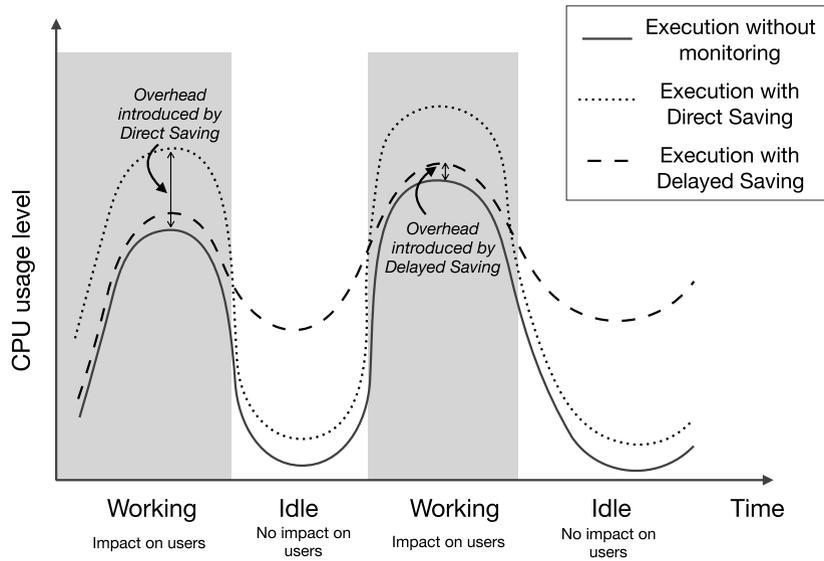 Execution without
monitoring
Execution with
Direct Saving
Execution with
Delayed Saving
Overhead
introduced by
Direct Saving
Overhead
introduced by
Delayed Saving
CPU usage level
Working
Idle
Working
Idle
Time
Impact on users
No impact on
users
Impact on users
No impact on
users